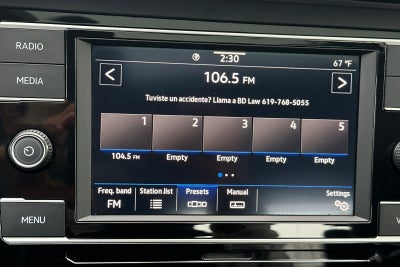 RADIO
MEDIA
MENU
2:30
67 °F
< 106.5 FM >
Tuviste un accidente? Llama a BD Law 619-768-5055
1 2 3 4 5
104.5 FM Empty Empty Empty Empty
Freq. band Station list Presets Manual Settings
FM